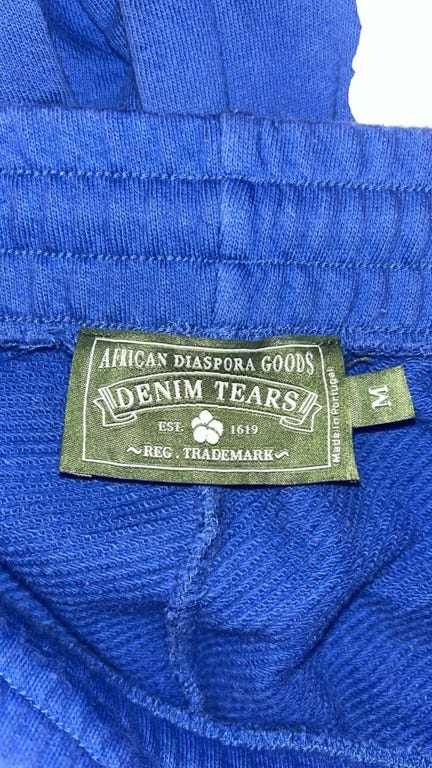 AFRICAN DIASPORA GOODS
DENIM TEARS
EST. 1619
~REG. TRADEMARK~
Made in Portugal
M